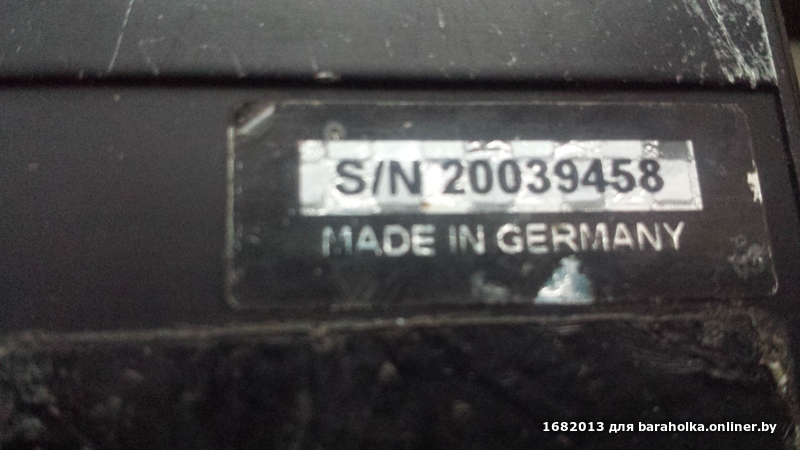 S/N 20039458
MADE IN GERMANY
1682013 для baraholka.onliner.by